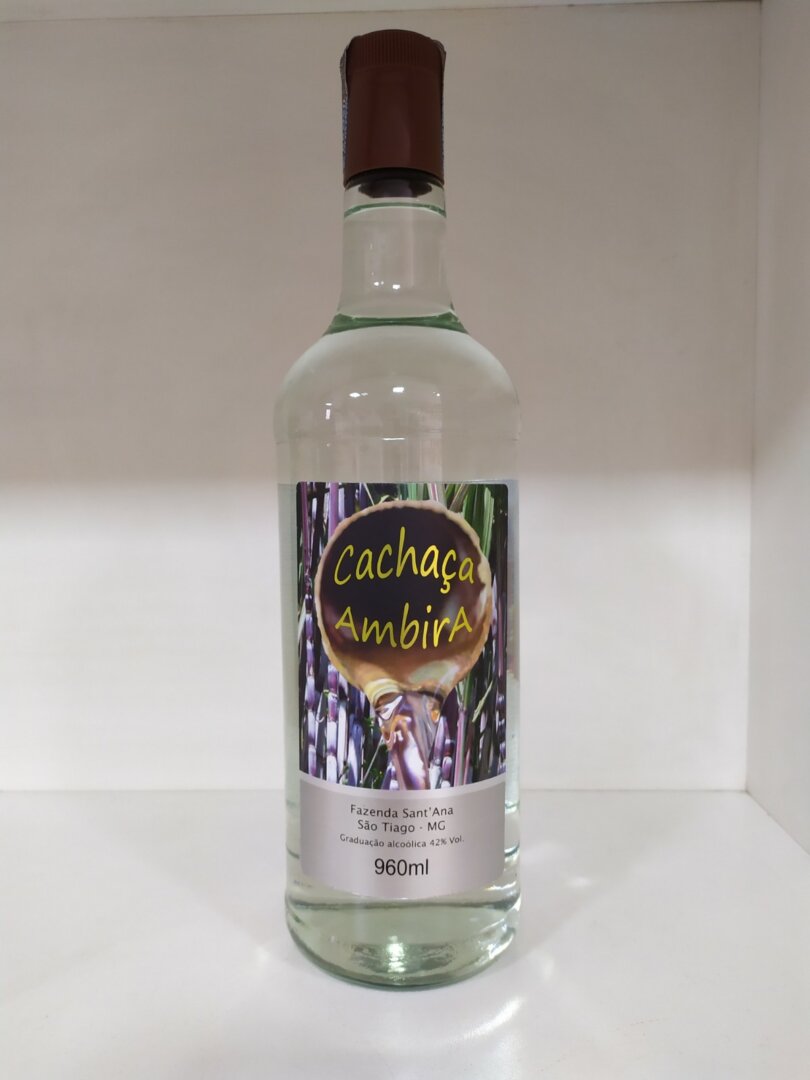 Cachaça
AmbirA
Fazenda Sant'Ana
São Tiago - MG
Graduação alcoólica 42% Vol.
960ml